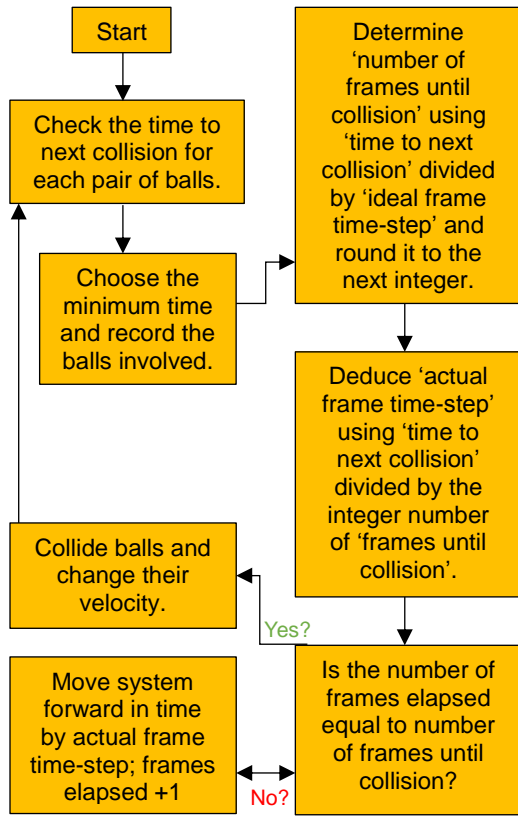 Start
Check the time to
next collision for
each pair of balls.
Choose the
minimum time
and record the
balls involved.
Determine
‘number of
frames until
collision’ using
‘time to next
collision’ divided
by ‘ideal frame
time-step’ and
round it to the
next integer.
Deduce ‘actual
frame time-step’
using ‘time to
next collision’
divided by the
integer number
of ‘frames until
collision’.
Is the number of
frames elapsed
equal to number
of frames until
collision?
Yes?
Collide balls and
change their
velocity.
No?
Move system
forward in time
by actual frame
time-step; frames
elapsed +1